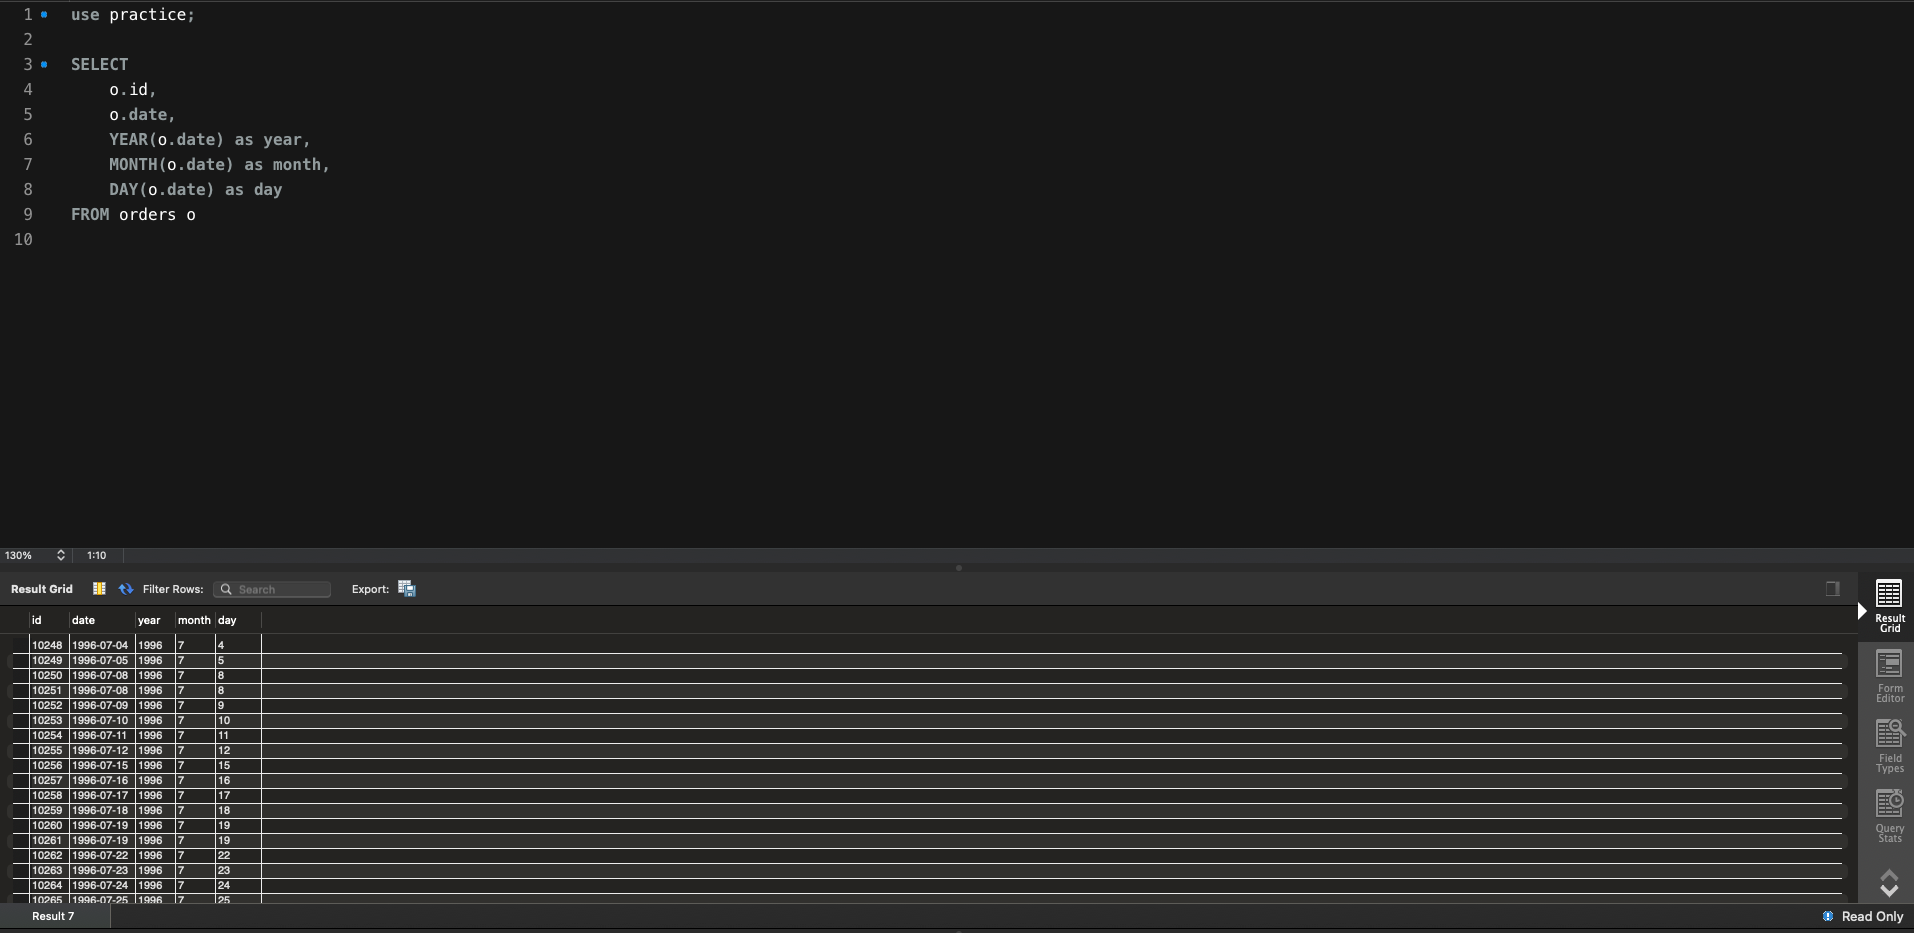 1 use practice;
2
3 SELECT
4 o.id,
5 o.date,
6 YEAR(o.date) as year,
7 MONTH(o.date) as month,
8 DAY(o.date) as day
9 FROM orders o
10
130% 1:10
Result Grid Filter Rows: Search Export:
id date year month day
10248 1996-07-04 1996 7 4
10249 1996-07-05 1996 7 5
10250 1996-07-08 1996 7 8
10251 1996-07-08 1996 7 8
10252 1996-07-09 1996 7 9
10253 1996-07-10 1996 7 10
10254 1996-07-11 1996 7 11
10255 1996-07-12 1996 7 12
10256 1996-07-15 1996 7 15
10257 1996-07-16 1996 7 16
10258 1996-07-17 1996 7 17
10259 1996-07-18 1996 7 18
10260 1996-07-19 1996 7 19
10261 1996-07-19 1996 7 19
10262 1996-07-22 1996 7 22
10263 1996-07-23 1996 7 23
10264 1996-07-24 1996 7 24
10265 1996-07-25 1996 7 25
Result
Grid
Form
Editor
Field
Types
Query
Stats
Result 7
Read Only